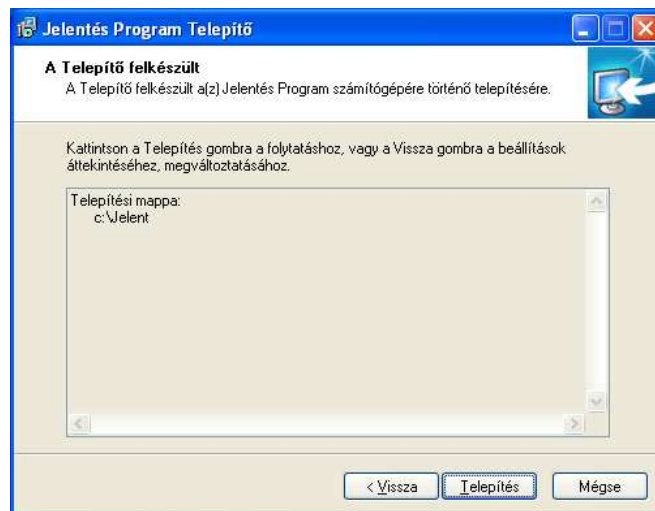 Jelentés Program Telepítő
A Telepítő felkészült
A Telepítő felkészült a(z) Jelentés Program számítógépére történő telepítésére.
Kattintson a Telepítés gombra a folytatáshoz, vagy a Vissza gombra a beállítások
áttekintéséhez, megváltoztatásához.
Telepítési mappa:
c:\Jelent
< Vissza
Telepítés
Mégse